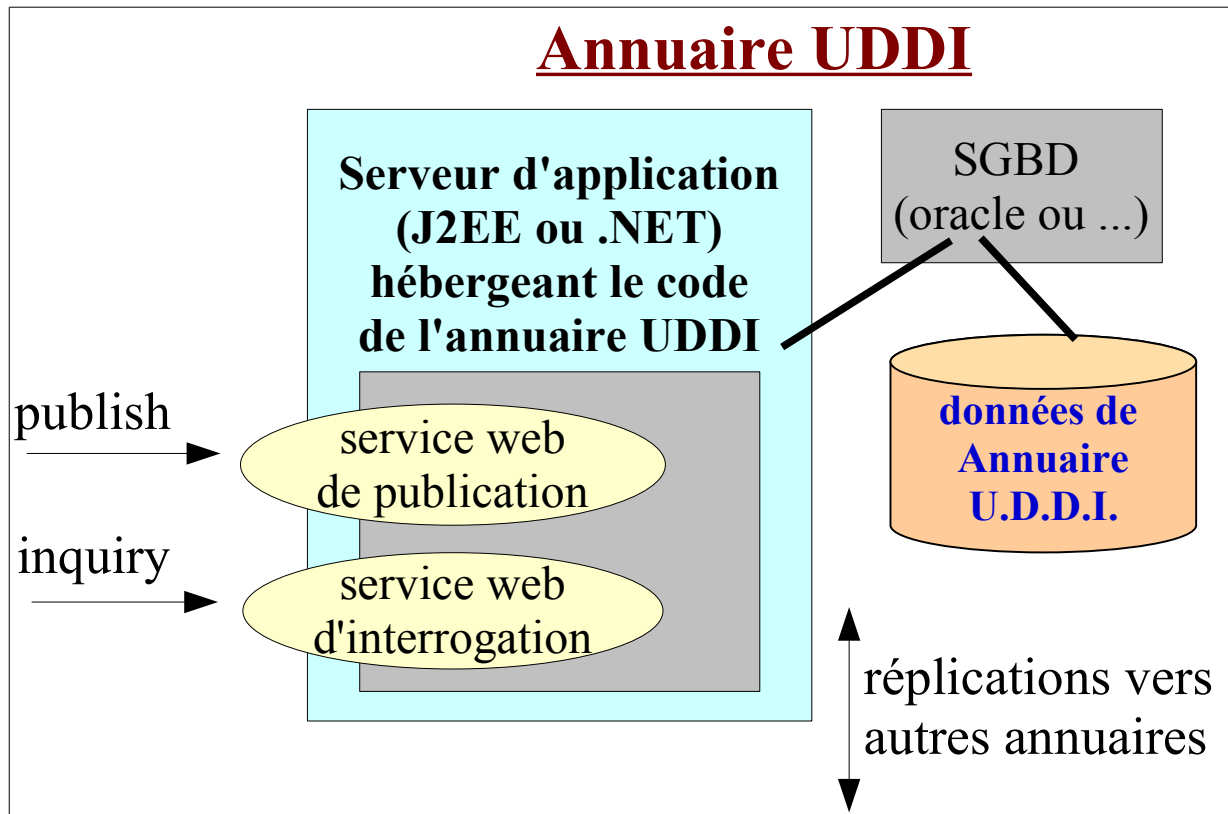 Annuaire UDDI
Serveur d'application
(J2EE ou .NET)
hébergeant le code
de l'annuaire UDDI
SGBD
(oracle ou ...)
publish
service web
de publication
données de
Annuaire
U.D.D.I.
inquiry
service web
d'interrogation
réplications vers
autres annuaires